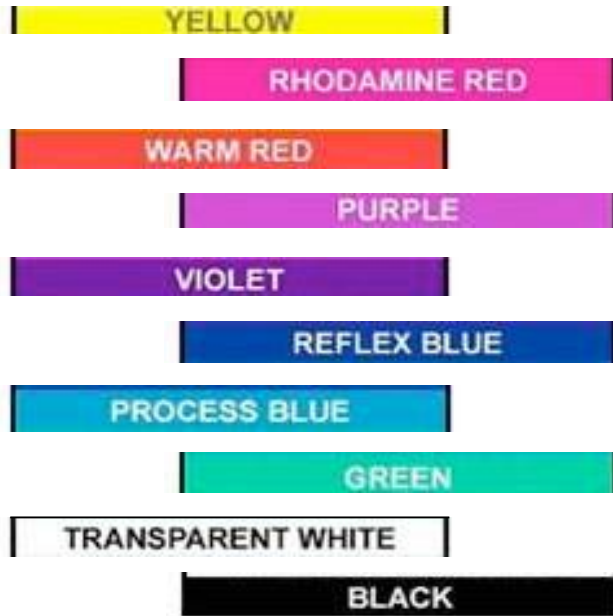 YELLOW
RHODAMINE RED
WARM RED
PURPLE
VIOLET
REFLEX BLUE
PROCESS BLUE
GREEN
TRANSPARENT WHITE
BLACK